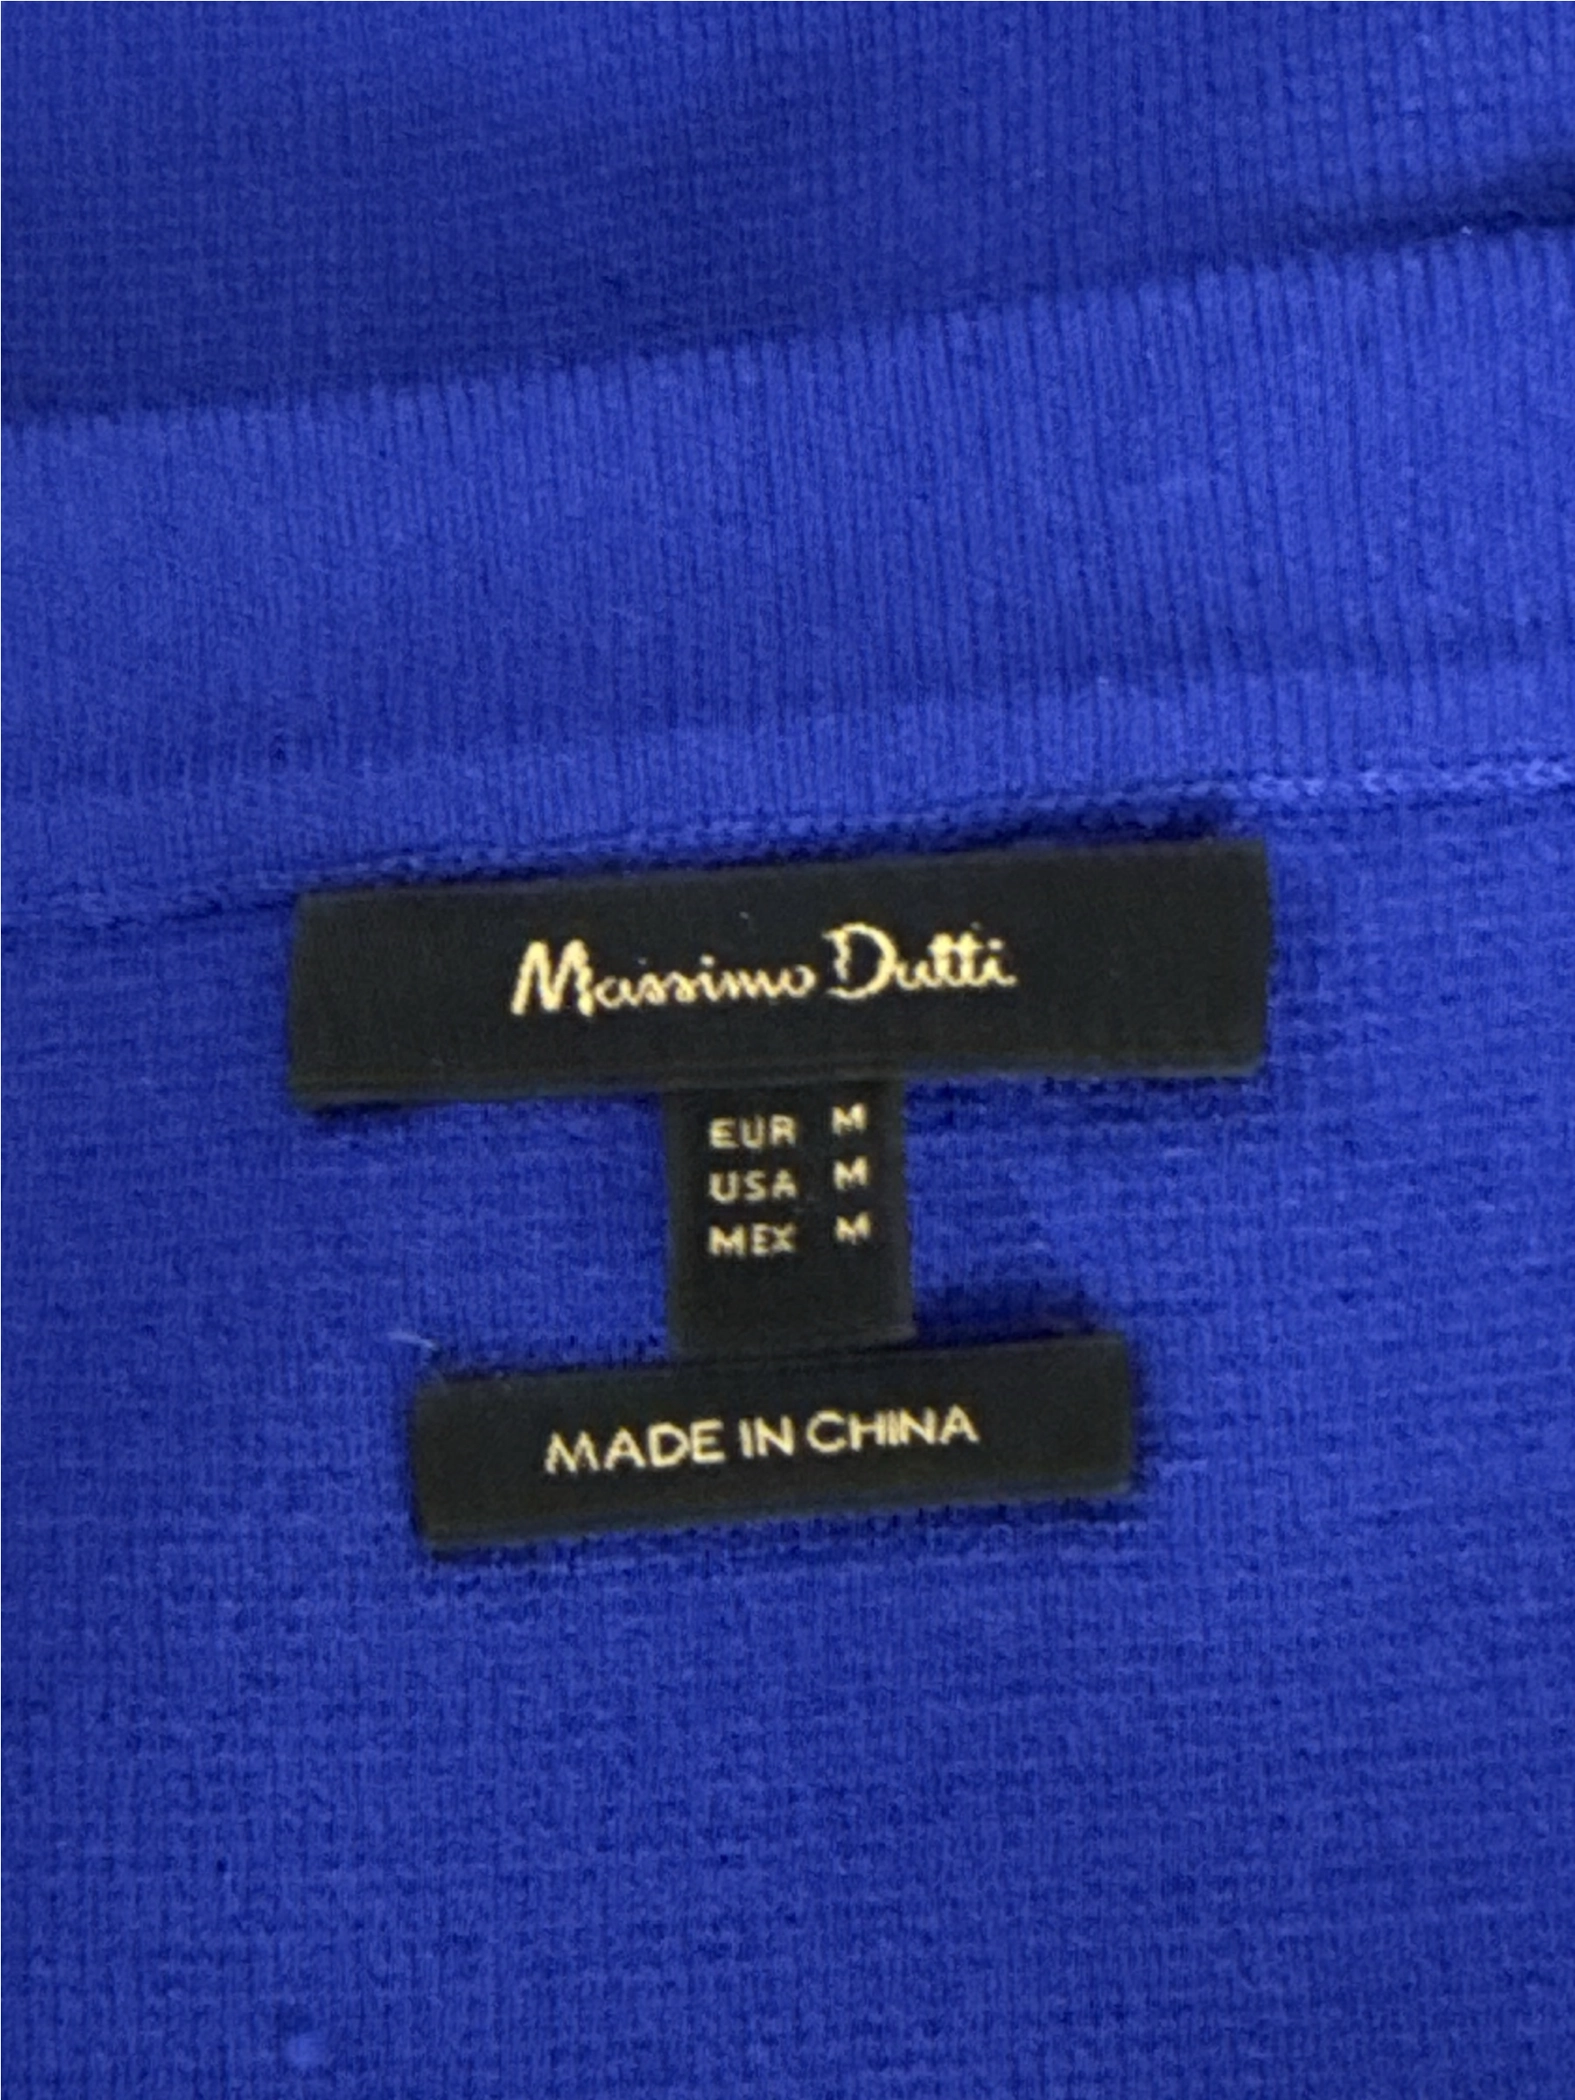 Massimo Dutti
EUR M
USA M
MEX M
MADE IN CHINA